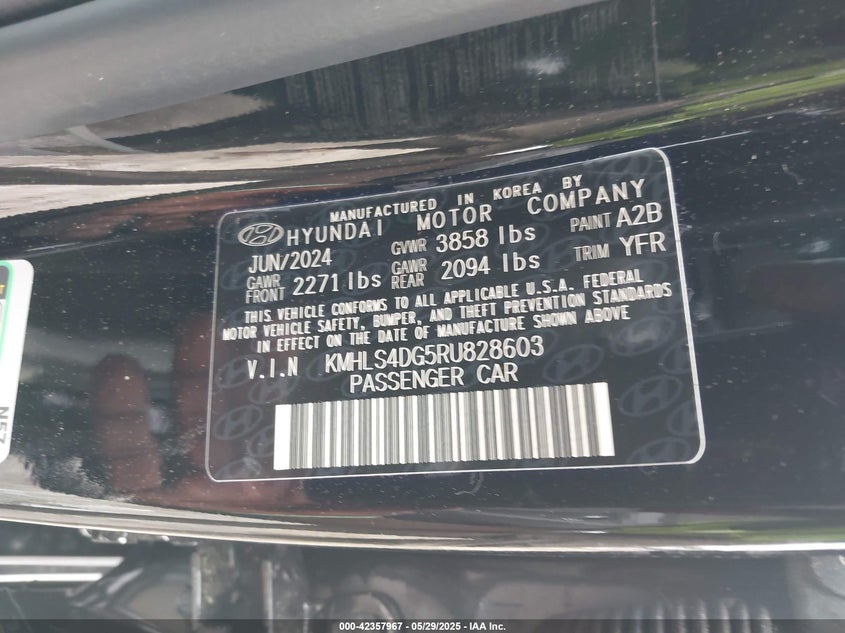 MANUFACTURED IN KOREA BY
HYUNDAI MOTOR COMPANY
JUN/2024 GVWR 3858 lbs PAINT A2B
GAWR FRONT 2271 lbs GAWR REAR 2094 lbs TRIM YFR
THIS VEHICLE CONFORMS TO ALL APPLICABLE U.S.A. FEDERAL
MOTOR VEHICLE SAFETY, BUMPER, AND THEFT PREVENTION STANDARDS
IN EFFECT ON THE DATE OF MANUFACTURE SHOWN ABOVE
V.I.N KMHLS4DG5RU828603
PASSENGER CAR
N57
000-42357967 - 05/29/2025 - IAA Inc.